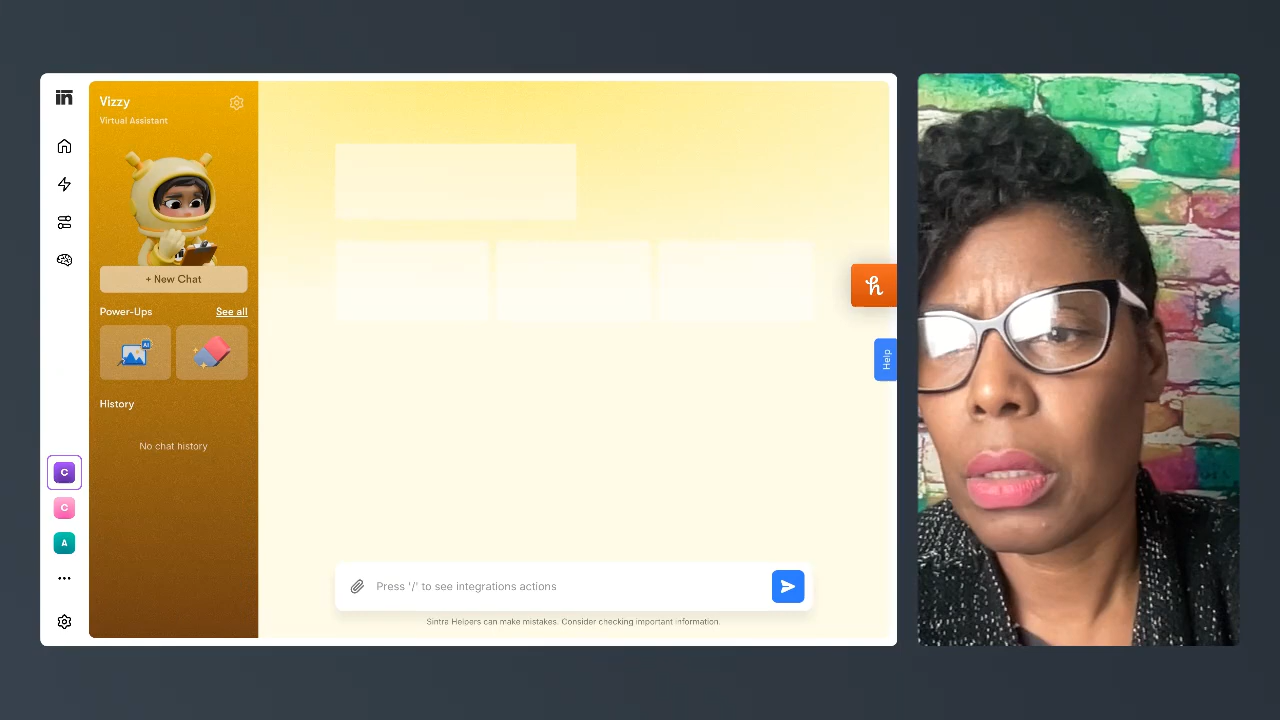 in
Vizzy
Virtual Assistant
+ New Chat
Power-Ups
See all
AI
History
No chat history
C
C
A
h
Help
Press '/' to see integrations actions
Sintra Helpers can make mistakes. Consider checking important information.